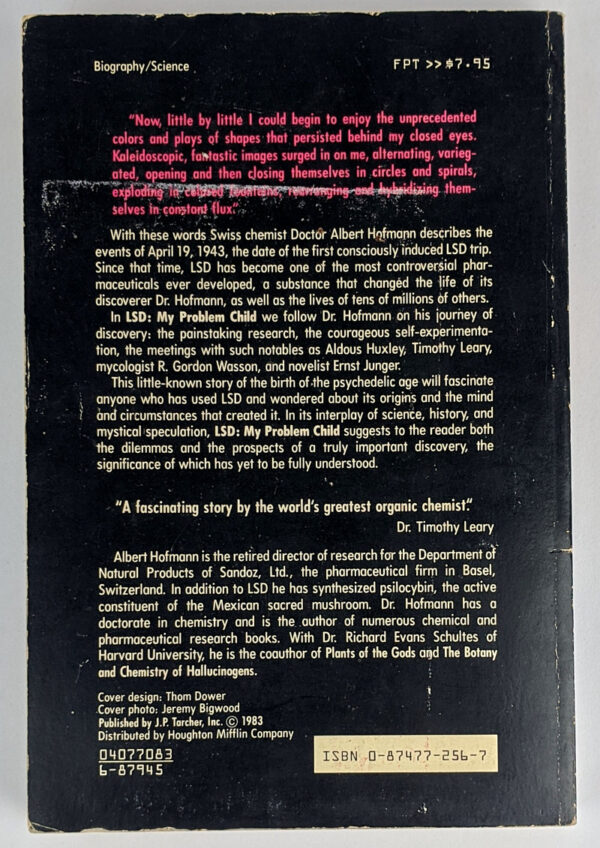 Biography/Science
FPT >> $7.95
"Now, little by little I could begin to enjoy the unprecedented
colors and plays of shapes that persisted behind my closed eyes.
Kaleidoscopic, fantastic images surged in on me, alternating, varieg-
ated, opening and then closing themselves in circles and spirals,
exploding in colored fountains, rearranging and hybridizing them-
selves in constant flux."
With these words Swiss chemist Doctor Albert Hofmann describes the
events of April 19, 1943, the date of the first consciously induced LSD trip.
Since that time, LSD has become one of the most controversial phar-
maceuticals ever developed, a substance that changed the life of its
discoverer Dr. Hofmann, as well as the lives of tens of millions of others.
In LSD: My Problem Child we follow Dr. Hofmann on his journey of
discovery: the painstaking research, the courageous self-experimenta-
tion, the meetings with such notables as Aldous Huxley, Timothy Leary,
mycologist R. Gordon Wasson, and novelist Ernst Junger.
This little-known story of the birth of the psychedelic age will fascinate
anyone who has used LSD and wondered about its origins and the mind
and circumstances that created it. In its interplay of science, history, and
mystical speculation, LSD: My Problem Child suggests to the reader both
the dilemmas and the prospects of a truly important discovery, the
significance of which has yet to be fully understood.
"A fascinating story by the world's greatest organic chemist."
Dr. Timothy Leary
Albert Hofmann is the retired director of research for the Department of
Natural Products of Sandoz, Ltd., the pharmaceutical firm in Basel,
Switzerland. In addition to LSD he has synthesized psilocybin, the active
constituent of the Mexican sacred mushroom. Dr. Hofmann has a
doctorate in chemistry and is the author of numerous chemical and
pharmaceutical research books. With Dr. Richard Evans Schultes of
Harvard University, he is the coauthor of Plants of the Gods and The Botany
and Chemistry of Hallucinogens.
Cover design: Thom Dower
Cover photo: Jeremy Bigwood
Published by J.P. Tarcher, Inc. © 1983
Distributed by Houghton Mifflin Company
04077083
6-87945
ISBN 0-87477-256-7